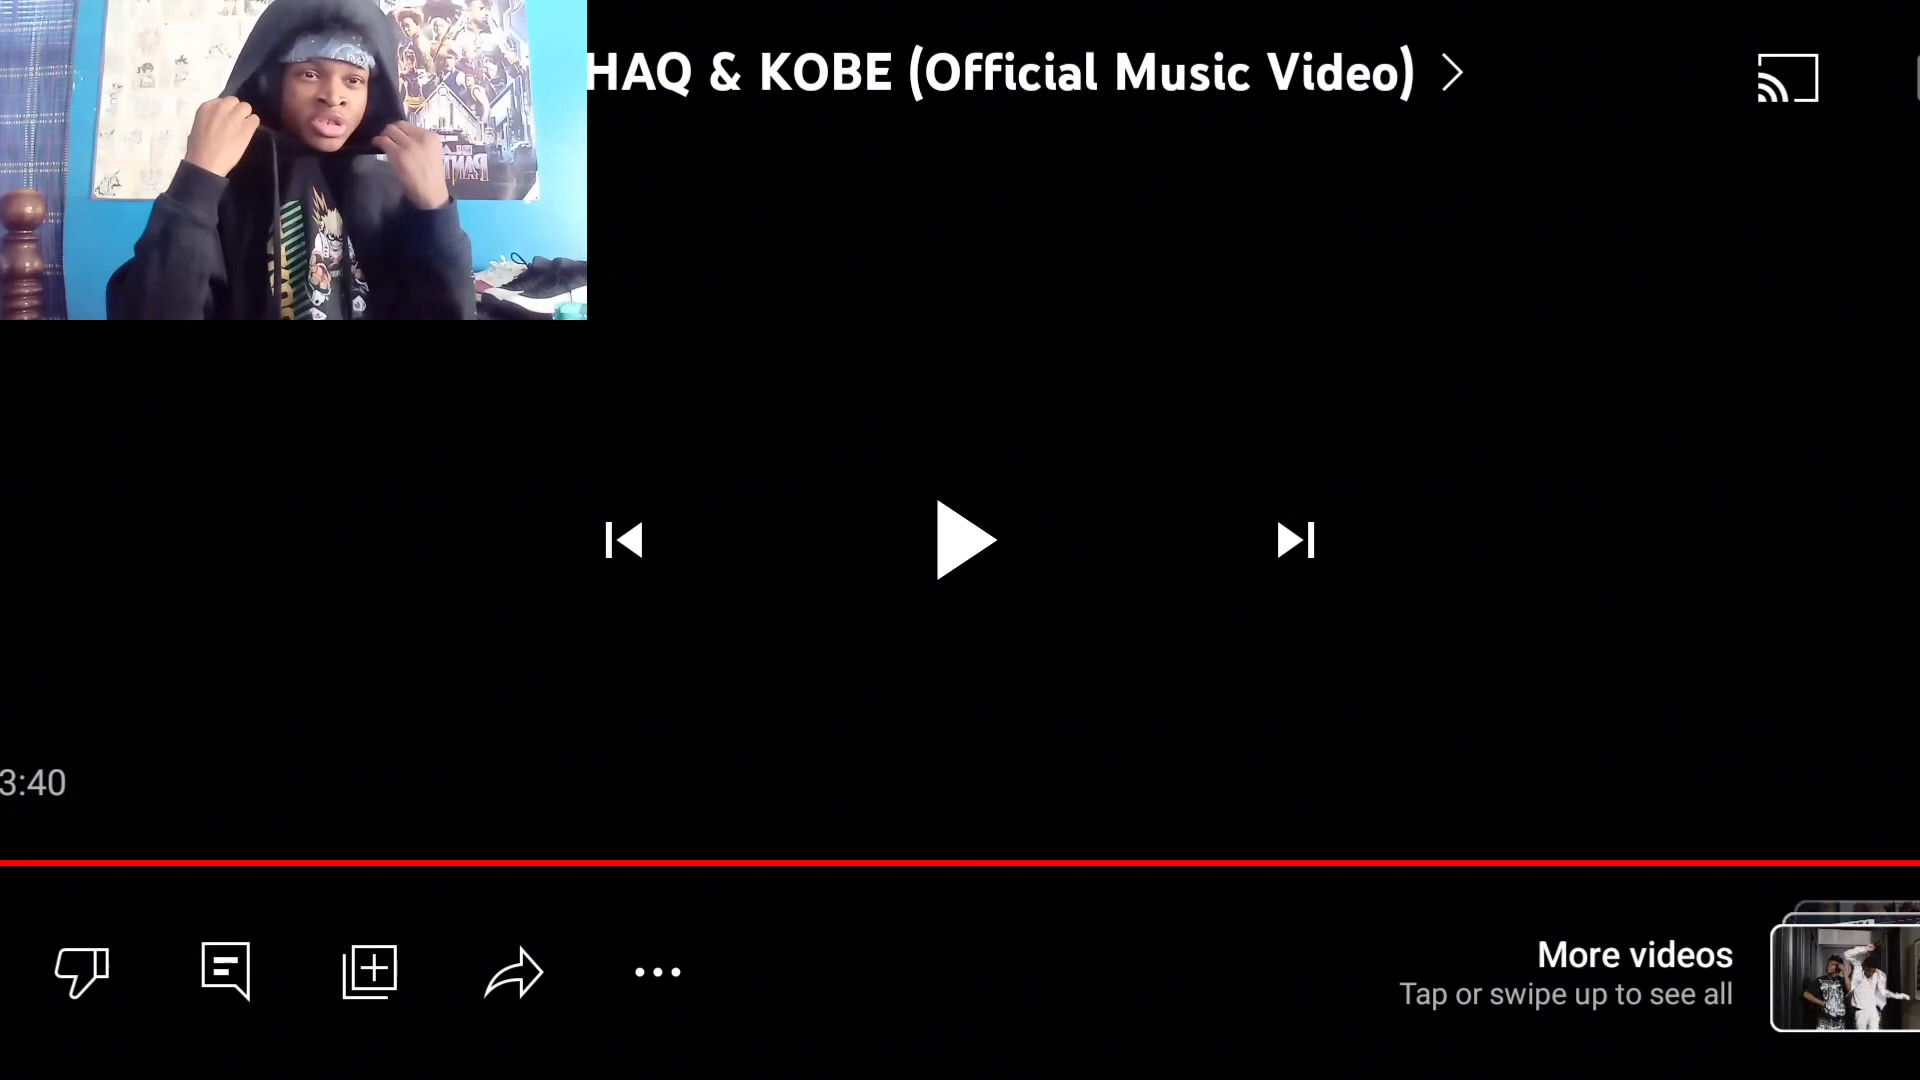 HAQ & KOBE (Official Music Video)
3:40
More videos
Tap or swipe up to see all